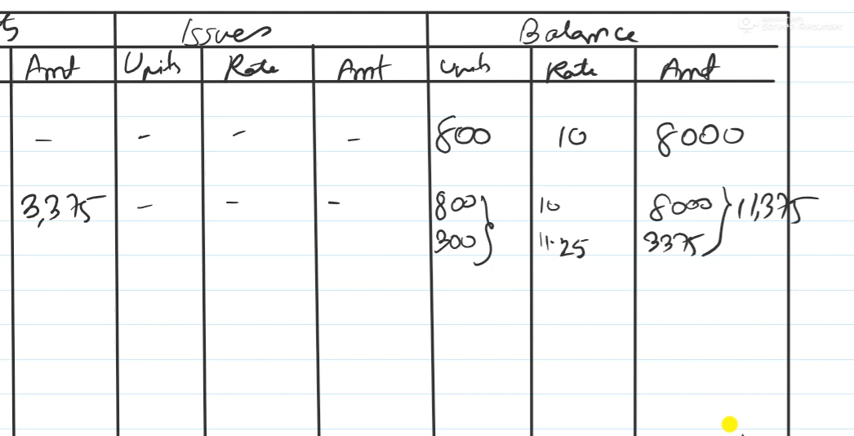 Issues Balance
Amt Units Rate Amt Units Rate Amt
- - - - 800 10 8000
3,375 - - - 800 10 8000 11,375
300 11.25 3375